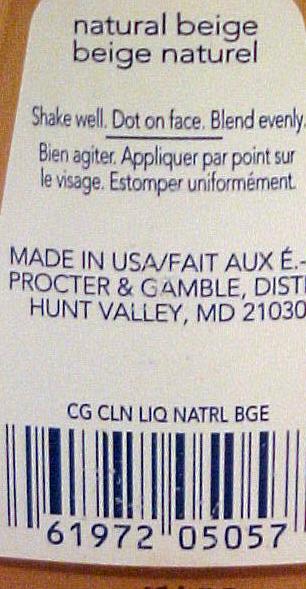 natural beige
beige naturel
Shake well. Dot on face. Blend evenly.
Bien agiter. Appliquer par point sur
le visage. Estomper uniformément.
MADE IN USA/FAIT AUX É.-
PROCTER & GAMBLE, DIST
HUNT VALLEY, MD 21030
CG CLN LIQ NATRL BGE
61972 05057